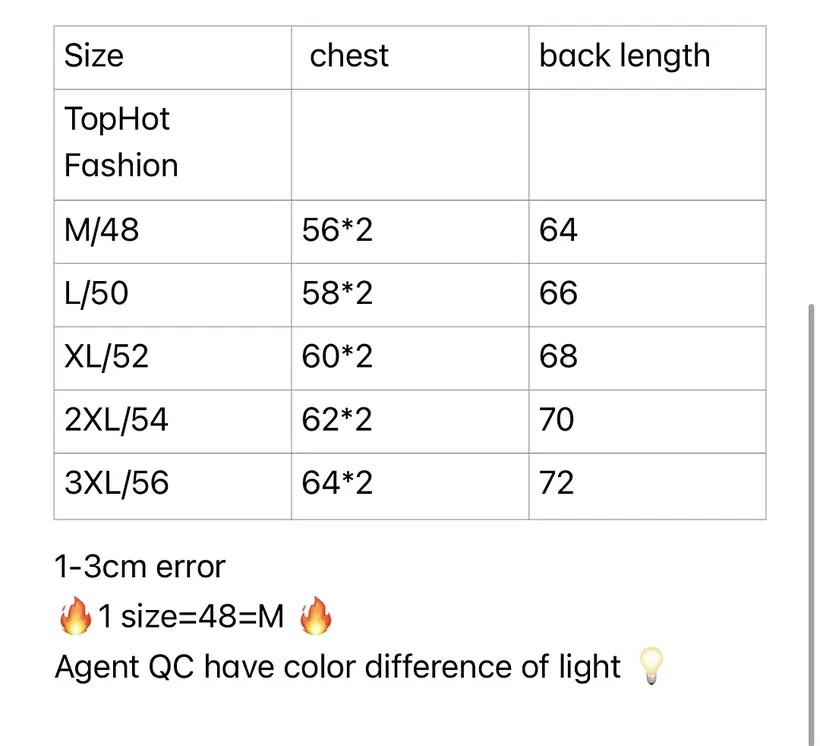 Size chest back length
TopHot
Fashion
M/48 56*2 64
L/50 58*2 66
XL/52 60*2 68
2XL/54 62*2 70
3XL/56 64*2 72
1-3cm error
🔥1 size=48=M 🔥
Agent QC have color difference of light 💡